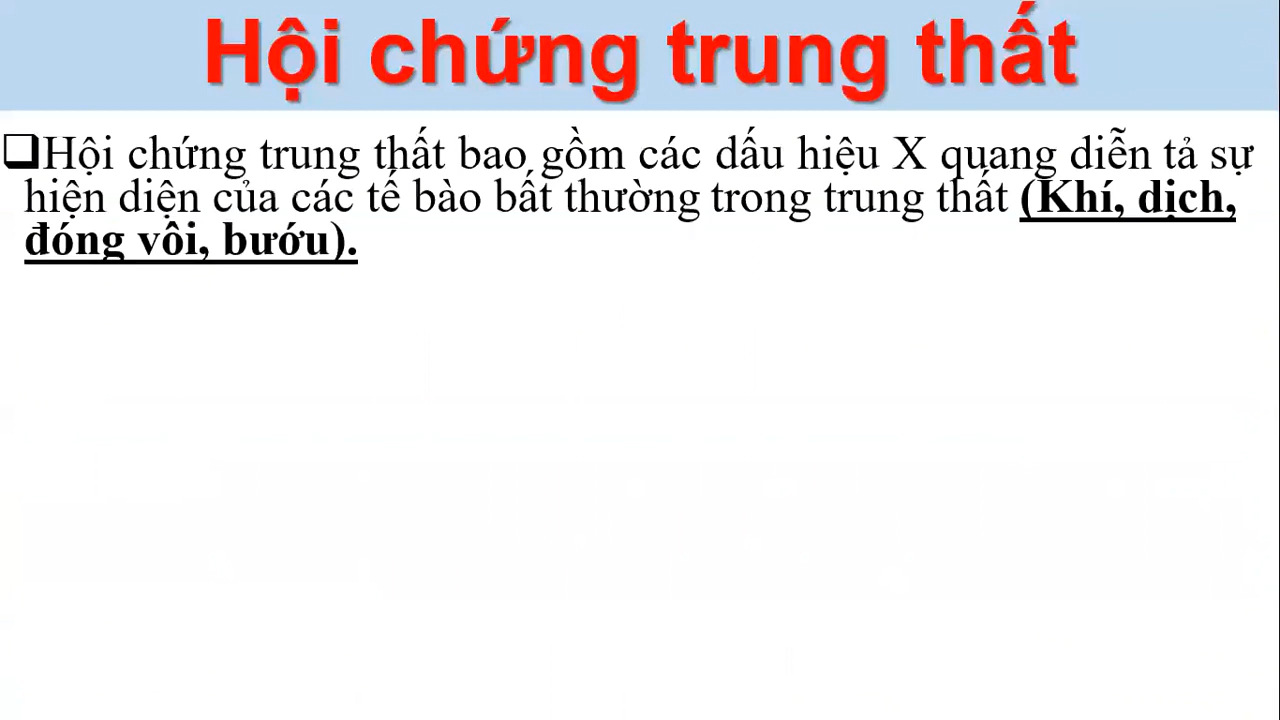 Hội chứng trung thất
❑Hội chứng trung thất bao gồm các dấu hiệu X quang diễn tả sự
hiện diện của các tế bào bất thường trong trung thất (Khí, dịch,
đóng vôi, bướu).